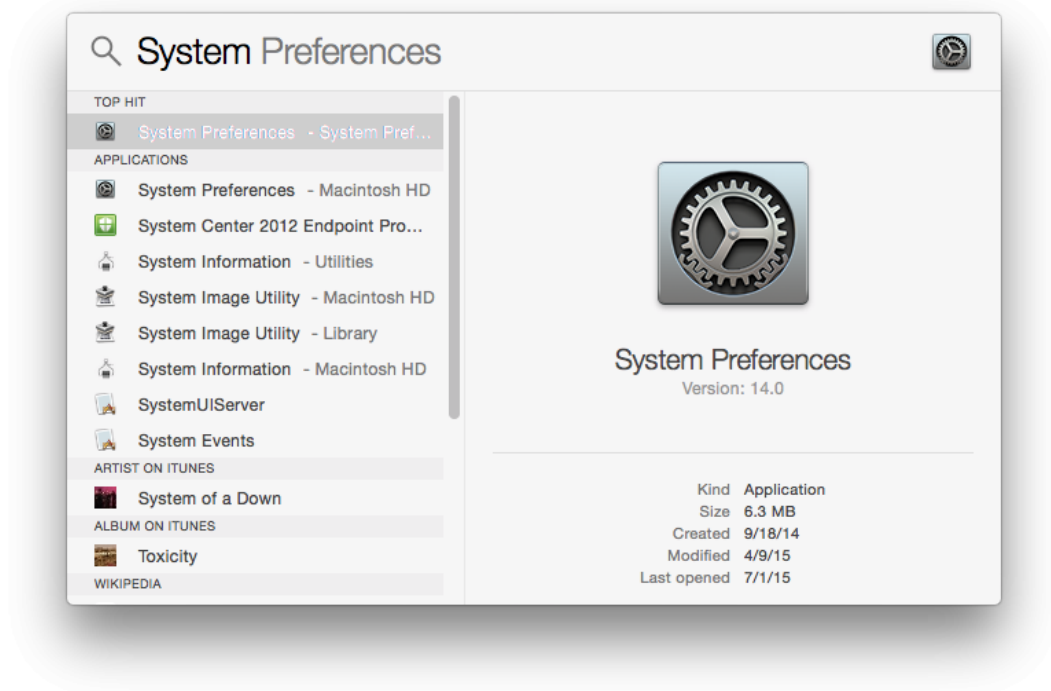 System Preferences
TOP HIT
System Preferences - System Pref...
APPLICATIONS
System Preferences - Macintosh HD
System Center 2012 Endpoint Pro...
System Information - Utilities
System Image Utility - Macintosh HD
System Image Utility - Library
System Information - Macintosh HD
SystemUIServer
System Events
ARTIST ON ITUNES
System of a Down
ALBUM ON ITUNES
Toxicity
WIKIPEDIA
System Preferences
Version: 14.0
Kind Application
Size 6.3 MB
Created 9/18/14
Modified 4/9/15
Last opened 7/1/15